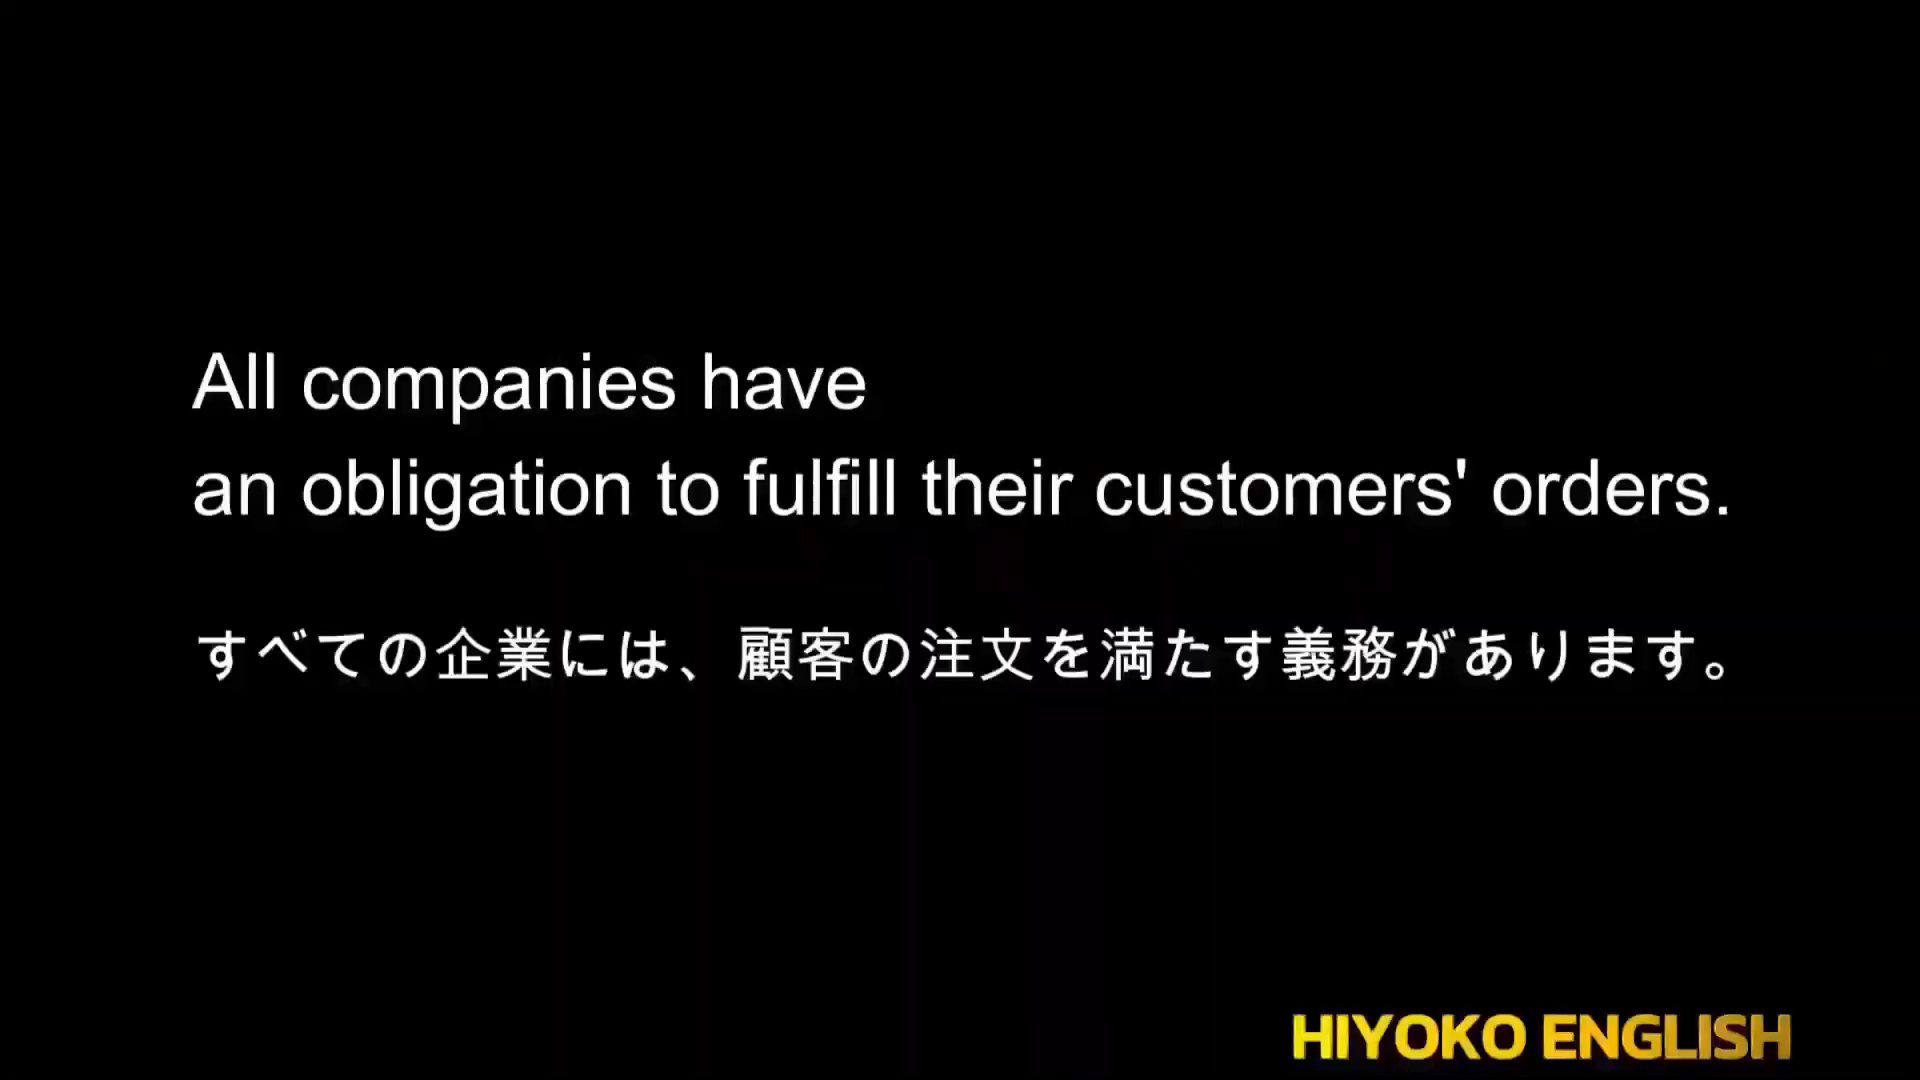 All companies have
an obligation to fulfill their customers' orders.
すべての企業には、顧客の注文を満たす義務があります。
HIYOKO ENGLISH